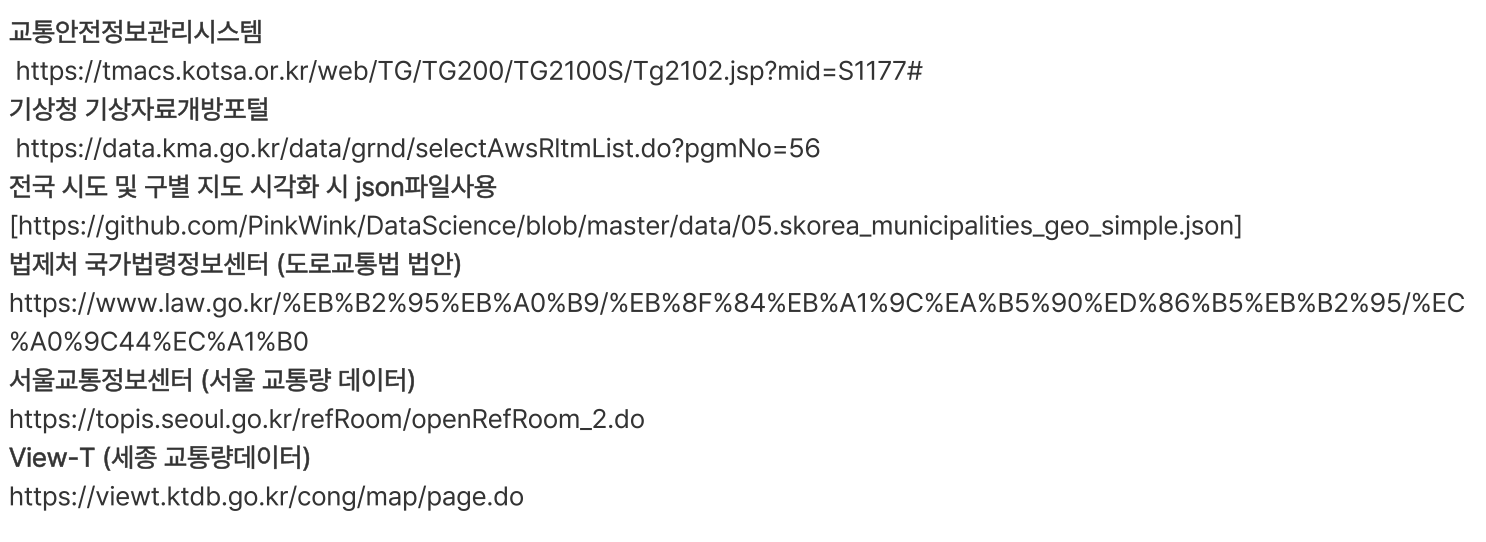 교통안전정보관리시스템
https://tmacs.kotsa.or.kr/web/TG/TG200/TG2100S/Tg2102.jsp?mid=S1177#
기상청 기상자료개방포털
https://data.kma.go.kr/data/grnd/selectAwsRltmList.do?pgmNo=56
전국 시도 및 구별 지도 시각화 시 json파일사용
[https://github.com/PinkWink/DataScience/blob/master/data/05.skorea_municipalities_geo_simple.json]
법제처 국가법령정보센터 (도로교통법 법안)
https://www.law.go.kr/%EB%B2%95%EB%A0%B9/%EB%8F%84%EB%A1%9C%EA%B5%90%ED%86%B5%EB%B2%95/%EC
%A0%9C44%EC%A1%B0
서울교통정보센터 (서울 교통량 데이터)
https://topis.seoul.go.kr/refRoom/openRefRoom_2.do
View-T (세종 교통량데이터)
https://viewt.ktdb.go.kr/cong/map/page.do